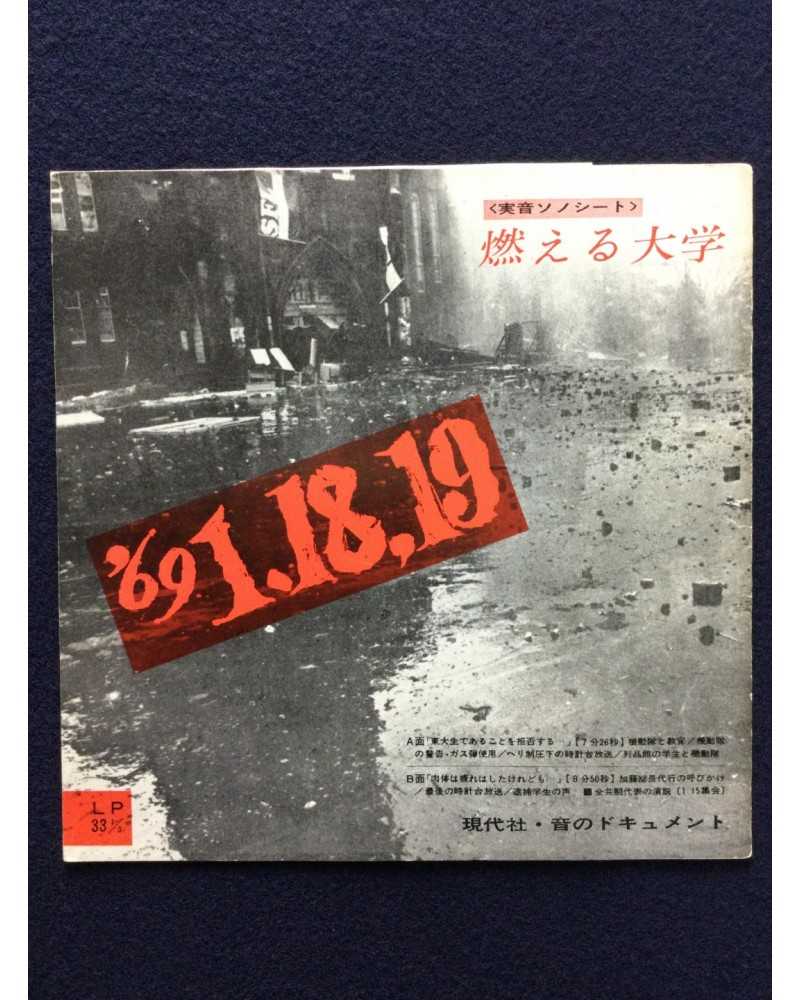 <実音ソノシート>
燃える大学
'69 1.18,19
A面「東大生であることを拒否する…」【7分26秒】機動隊と教官/機動隊
の警告・ガス弾使用/ヘリ制圧下の時計台放送/列品館の学生と機動隊
B面「肉体は疲れはしたけれども…」【8分50秒】加藤総長代行の呼びかけ
/最後の時計台放送/逮捕学生の声 ■全共闘代表の演説〔1 15集会〕
LP
33 1/3
現代社・音のドキュメント